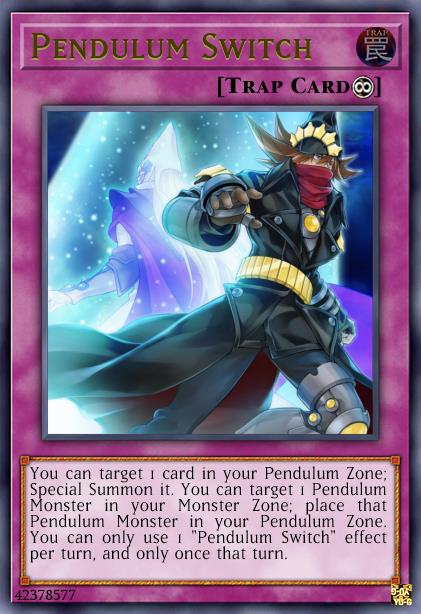 Pendulum Switch
TRAP
罠
[Trap Card]
You can target 1 card in your Pendulum Zone;
Special Summon it. You can target 1 Pendulum
Monster in your Monster Zone; place that
Pendulum Monster in your Pendulum Zone.
You can only use 1 "Pendulum Switch" effect
per turn, and only once that turn.
42378577